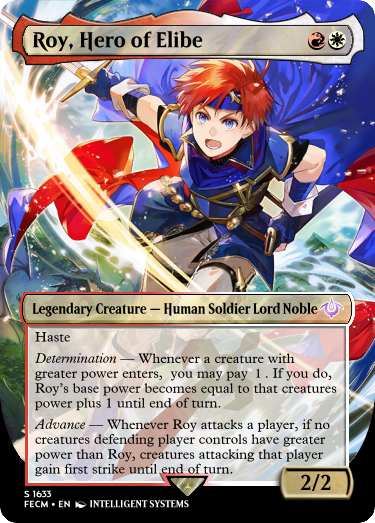 Roy, Hero of Elibe
Legendary Creature — Human Soldier Lord Noble
Haste
Determination — Whenever a creature with
greater power enters,  you may pay  1 . If you do,
Roy's base power becomes equal to that creatures
power plus 1 until end of turn.
Advance — Whenever Roy attacks a player, if no
creatures defending player controls have greater
power than Roy, creatures attacking that player
gain first strike until end of turn.
2/2
S 1633
FECM • EN INTELLIGENT SYSTEMS